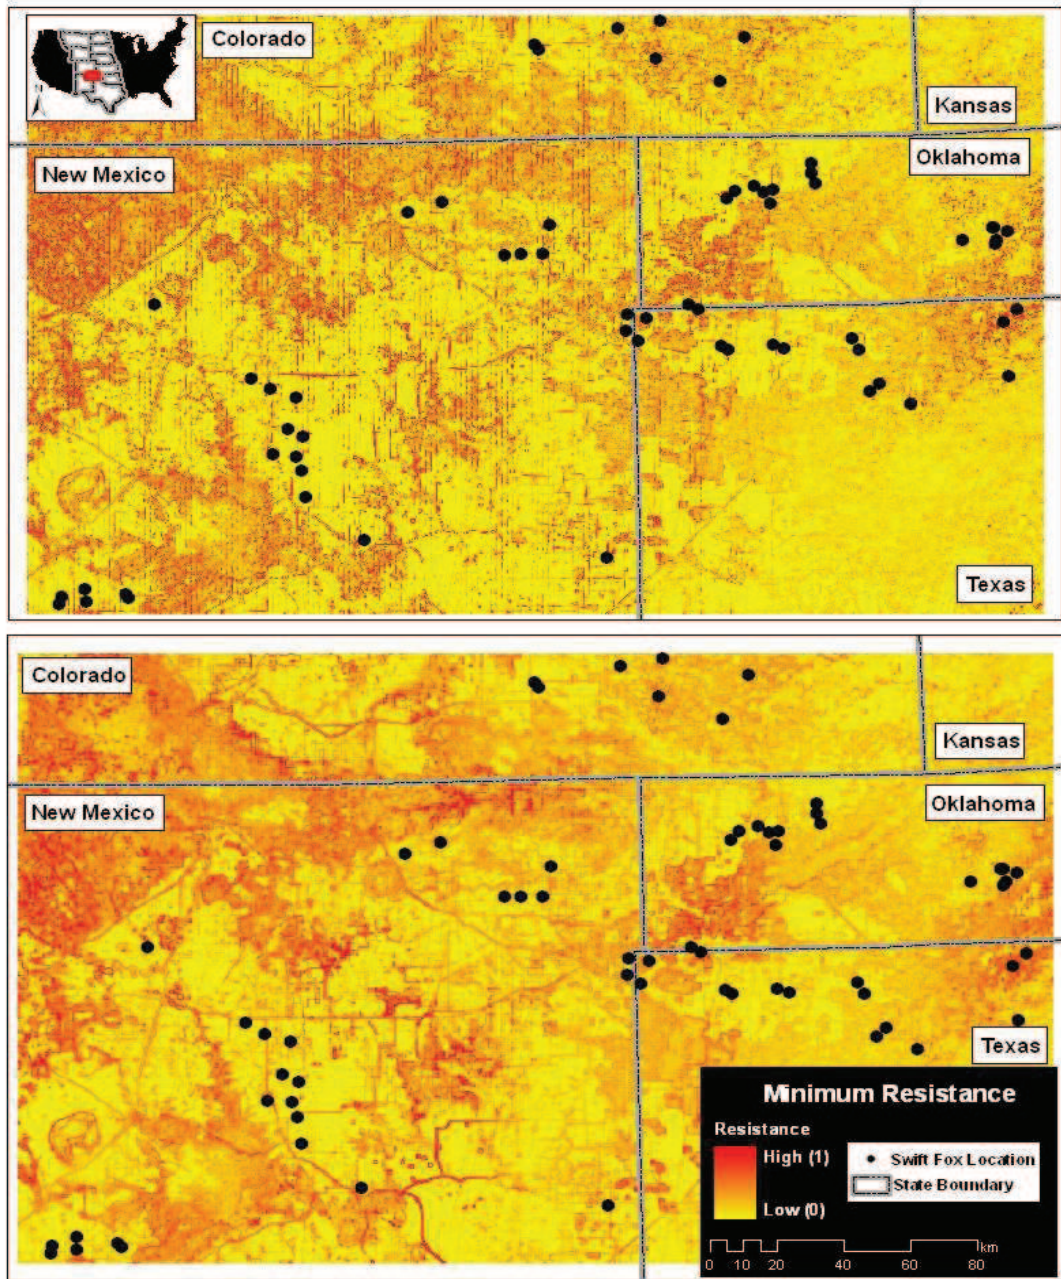 Colorado
Kansas
New Mexico
Oklahoma
Texas
Colorado
Kansas
New Mexico
Oklahoma
Texas
Minimum Resistance
Resistance
High (1)
Low (0)
Swift Fox Location
State Boundary
km
0 10 20 40 60 80